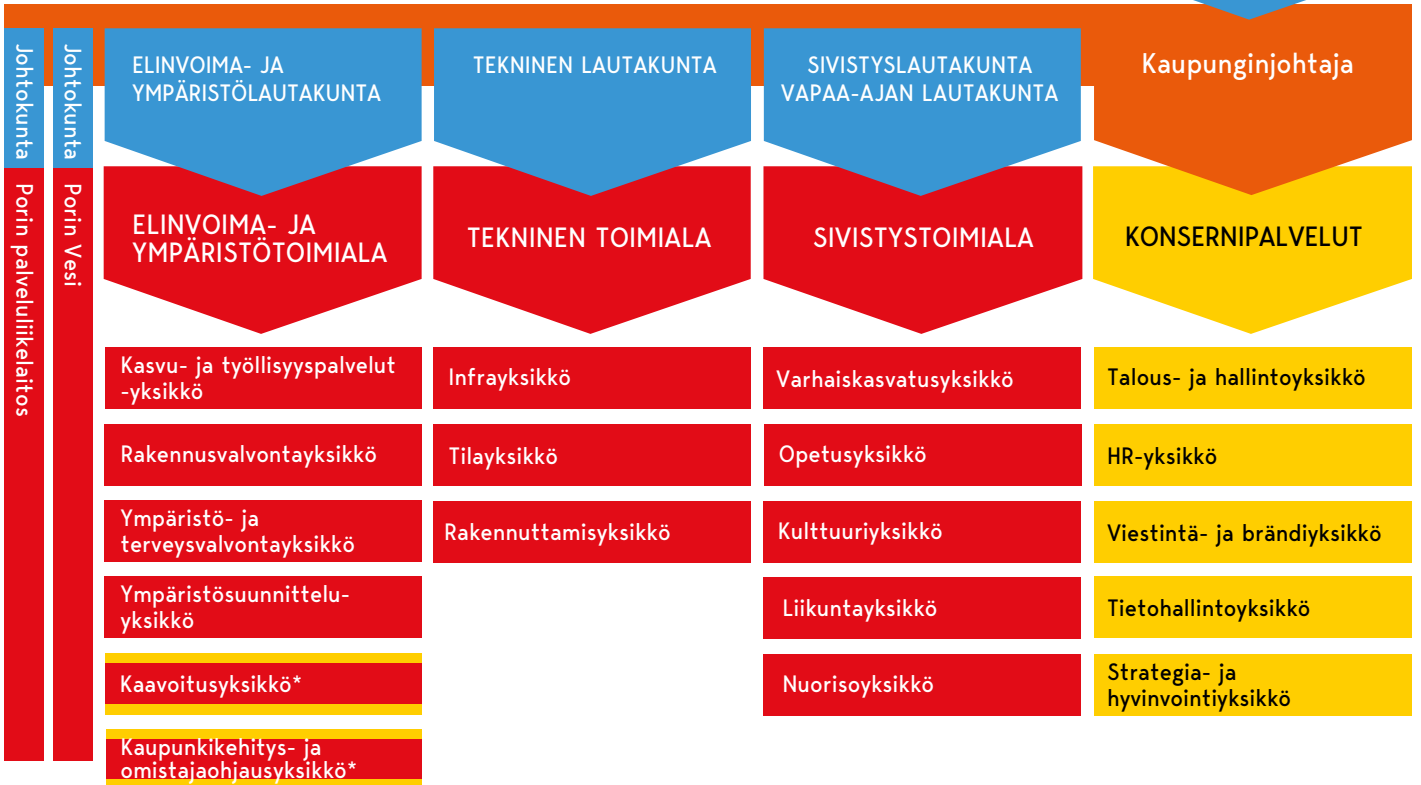 Johtokunta
Porin palveluliikelaitos
Johtokunta
Porin Vesi
ELINVOIMA- JA
YMPÄRISTÖLAUTAKUNTA
ELINVOIMA- JA
YMPÄRISTÖTOIMIALA
Kasvu- ja työllisyyspalvelut
-yksikkö
Rakennusvalvontayksikkö
Ympäristö- ja
terveysvalvontayksikkö
Ympäristösuunnittelu-
yksikkö
Kaavoitusyksikkö*
Kaupunkikehitys- ja
omistajaohjausyksikkö*
TEKNINEN LAUTAKUNTA
TEKNINEN TOIMIALA
Infrayksikkö
Tilayksikkö
Rakennuttamisyksikkö
SIVISTYSLAUTAKUNTA
VAPAA-AJAN LAUTAKUNTA
SIVISTYSTOIMIALA
Varhaiskasvatusyksikkö
Opetusyksikkö
Kulttuuriyksikkö
Liikuntayksikkö
Nuorisoyksikkö
Kaupunginjohtaja
KONSERNIPALVELUT
Talous- ja hallintoyksikkö
HR-yksikkö
Viestintä- ja brändiyksikkö
Tietohallintoyksikkö
Strategia- ja
hyvinvointiyksikkö